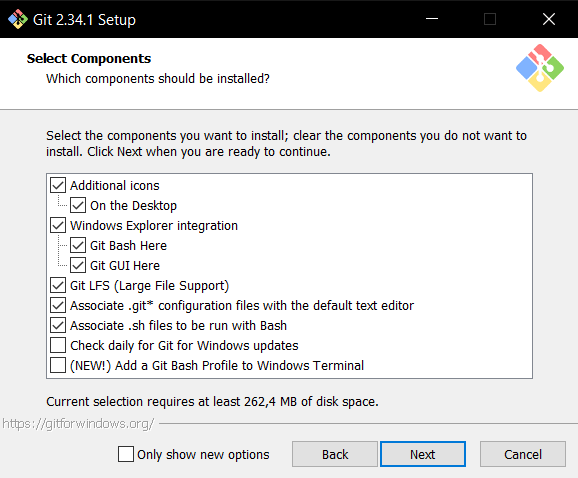 Git 2.34.1 Setup
Select Components
Which components should be installed?
Select the components you want to install; clear the components you do not want to
install. Click Next when you are ready to continue.
Additional icons
On the Desktop
Windows Explorer integration
Git Bash Here
Git GUI Here
Git LFS (Large File Support)
Associate .git* configuration files with the default text editor
Associate .sh files to be run with Bash
Check daily for Git for Windows updates
(NEW!) Add a Git Bash Profile to Windows Terminal
Current selection requires at least 262,4 MB of disk space.
https://gitforwindows.org/
Only show new options
Back
Next
Cancel